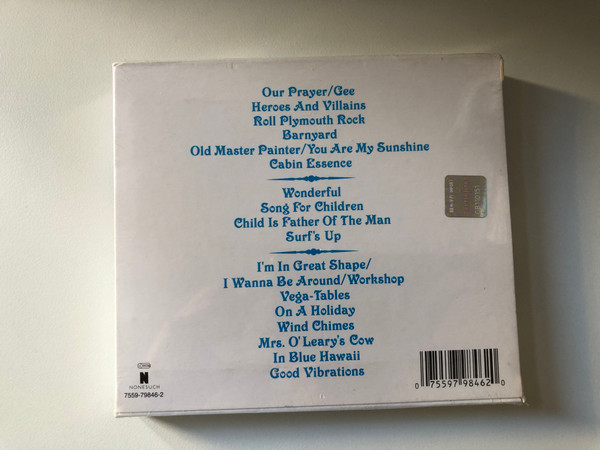 Our Prayer/Gee
Heroes And Villains
Roll Plymouth Rock
Barnyard
Old Master Painter/You Are My Sunshine
Cabin Essence
Wonderful
Song For Children
Child Is Father Of The Man
Surf's Up
I'm In Great Shape/
I Wanna Be Around/Workshop
Vega-Tables
On A Holiday
Wind Chimes
Mrs. O'Leary's Cow
In Blue Hawaii
Good Vibrations
N
NONESUCH
7559-79846-2
0 75597 98462 0